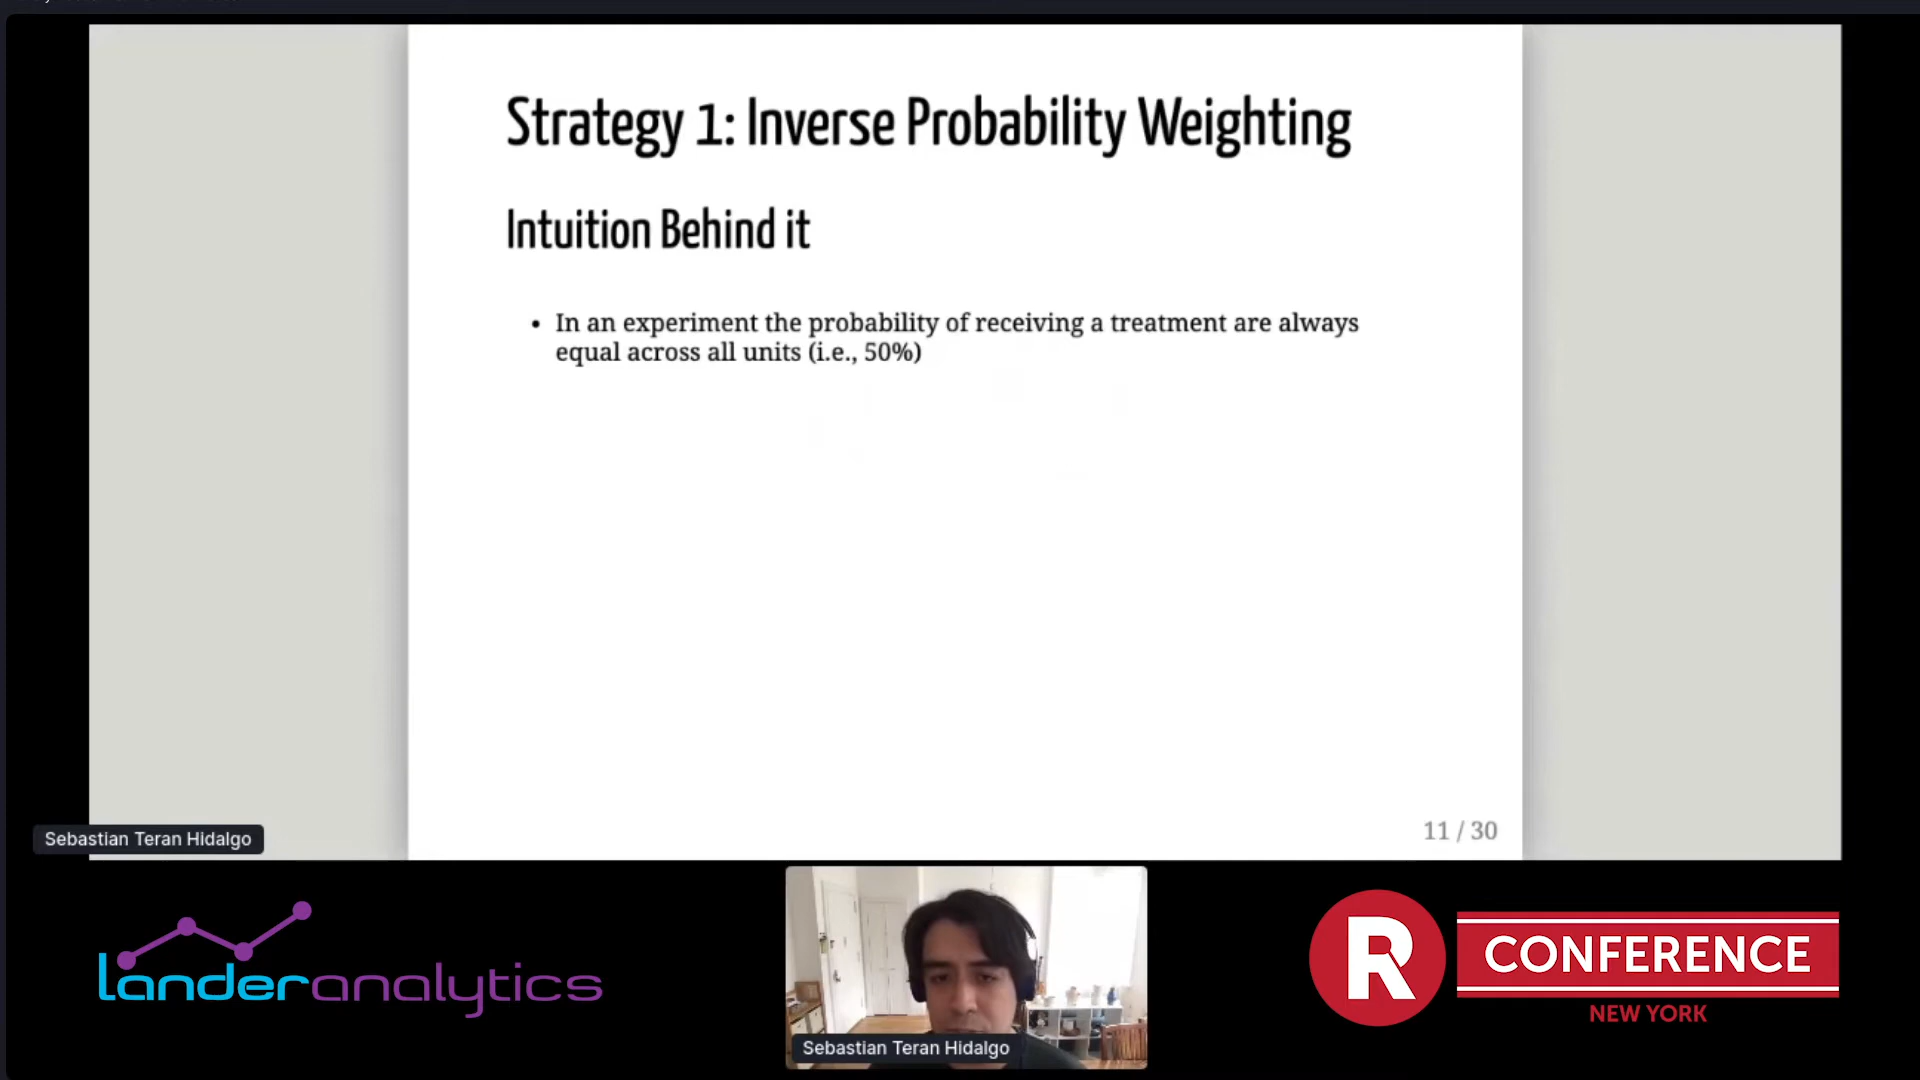 Strategy 1: Inverse Probability Weighting
Intuition Behind it
• In an experiment the probability of receiving a treatment are always
equal across all units (i.e., 50%)
11 / 30
Sebastian Teran Hidalgo
landeranalytics
Sebastian Teran Hidalgo
R CONFERENCE
NEW YORK